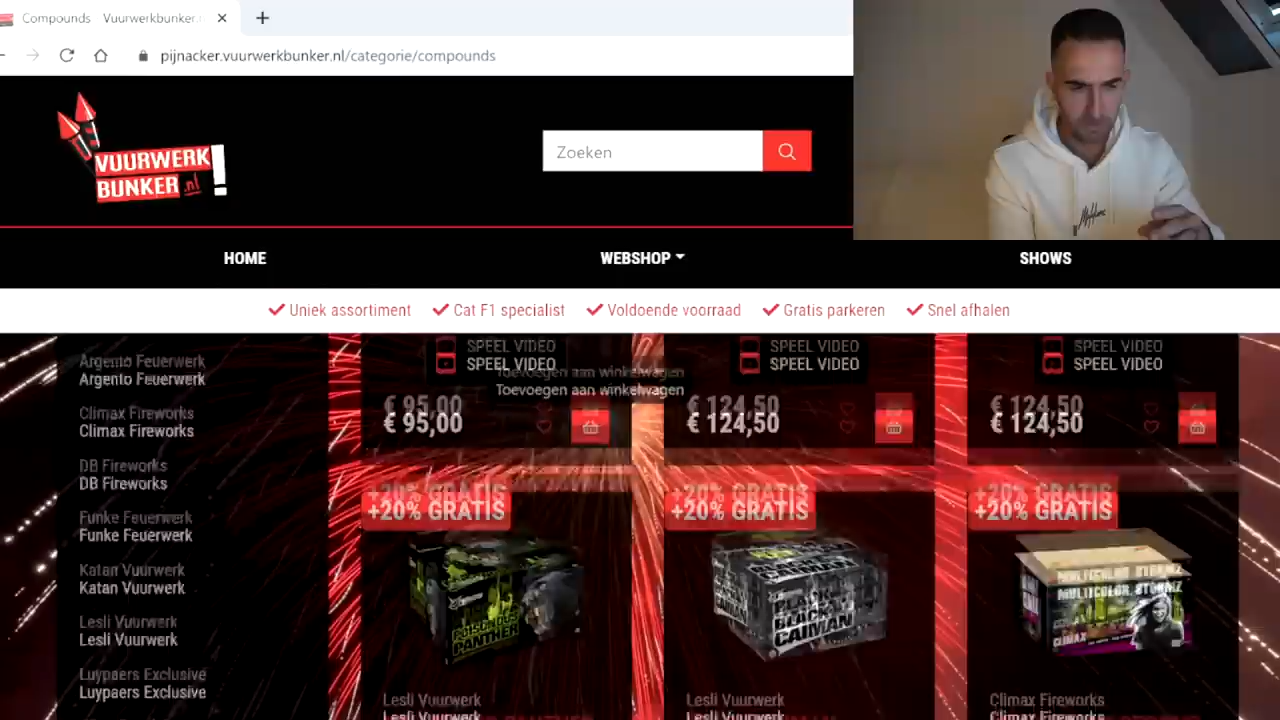 Compounds Vuurwerkbunker.n
pijnacker.vuurwerkbunker.nl/categorie/compounds
VUURWERK
BUNKER.nl!
Zoeken
HOME
WEBSHOP
SHOWS
Uniek assortiment
Cat F1 specialist
Voldoende voorraad
Gratis parkeren
Snel afhalen
Argento Feuerwerk
Climax Fireworks
DB Fireworks
Funke Feuerwerk
Katan Vuurwerk
Lesli Vuurwerk
Luypaers Exclusive
SPEEL VIDEO
SPEEL VIDEO
SPEEL VIDEO
Toevoegen aan winkelwagen
€ 95,00
€ 124,50
€ 124,50
+20% GRATIS
+20% GRATIS
+20% GRATIS
POISONOUS
PANTHER
BLACK
CAIMAN
MULTICOLOR
CLIMAX
Lesli Vuurwerk
Lesli Vuurwerk
Climax Fireworks